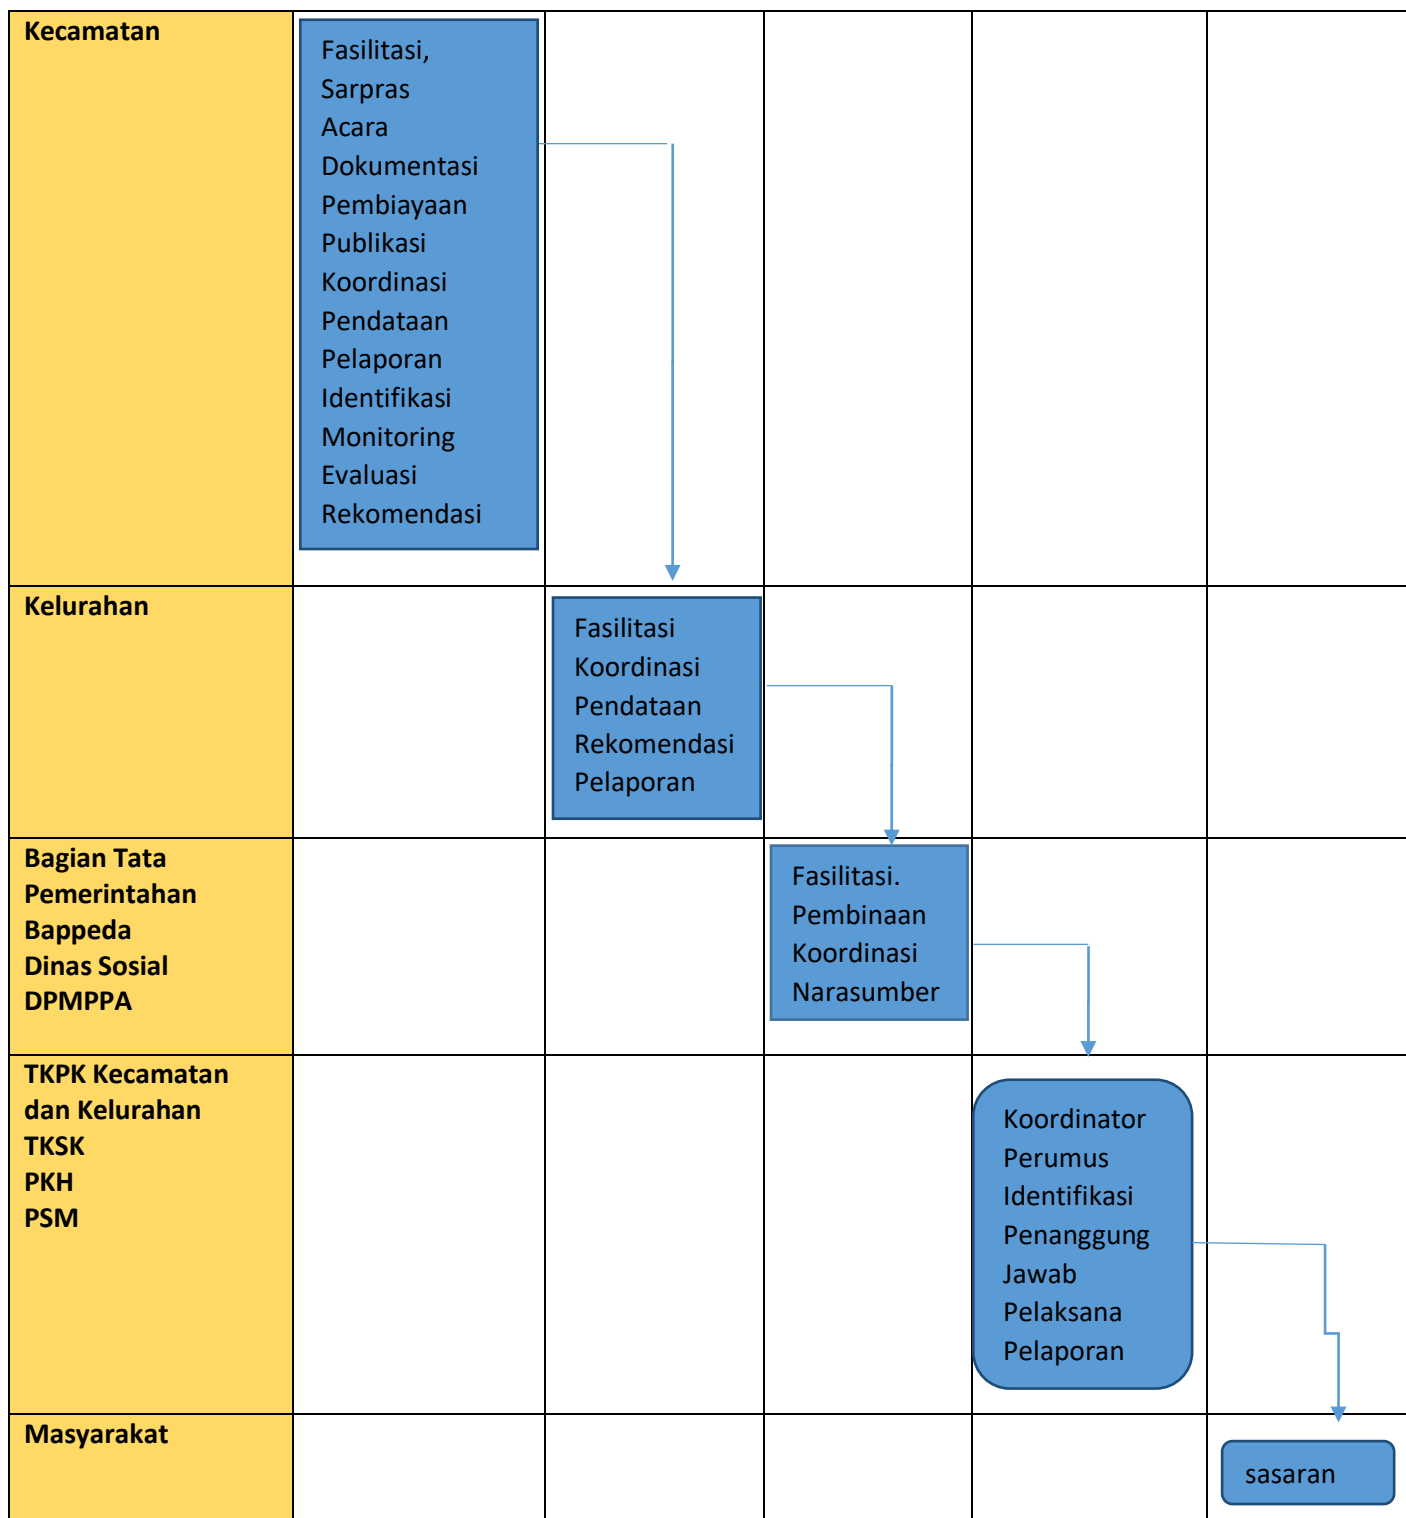 Kecamatan
Fasilitasi,
Sarpras
Acara
Dokumentasi
Pembiayaan
Publikasi
Koordinasi
Pendataan
Pelaporan
Identifikasi
Monitoring
Evaluasi
Rekomendasi
Kelurahan
Fasilitasi
Koordinasi
Pendataan
Rekomendasi
Pelaporan
Bagian Tata
Pemerintahan
Bappeda
Dinas Sosial
DPMPPA
Fasilitasi.
Pembinaan
Koordinasi
Narasumber
TKPK Kecamatan
dan Kelurahan
TKSK
PKH
PSM
Koordinator
Perumus
Identifikasi
Penanggung
Jawab
Pelaksana
Pelaporan
Masyarakat
sasaran